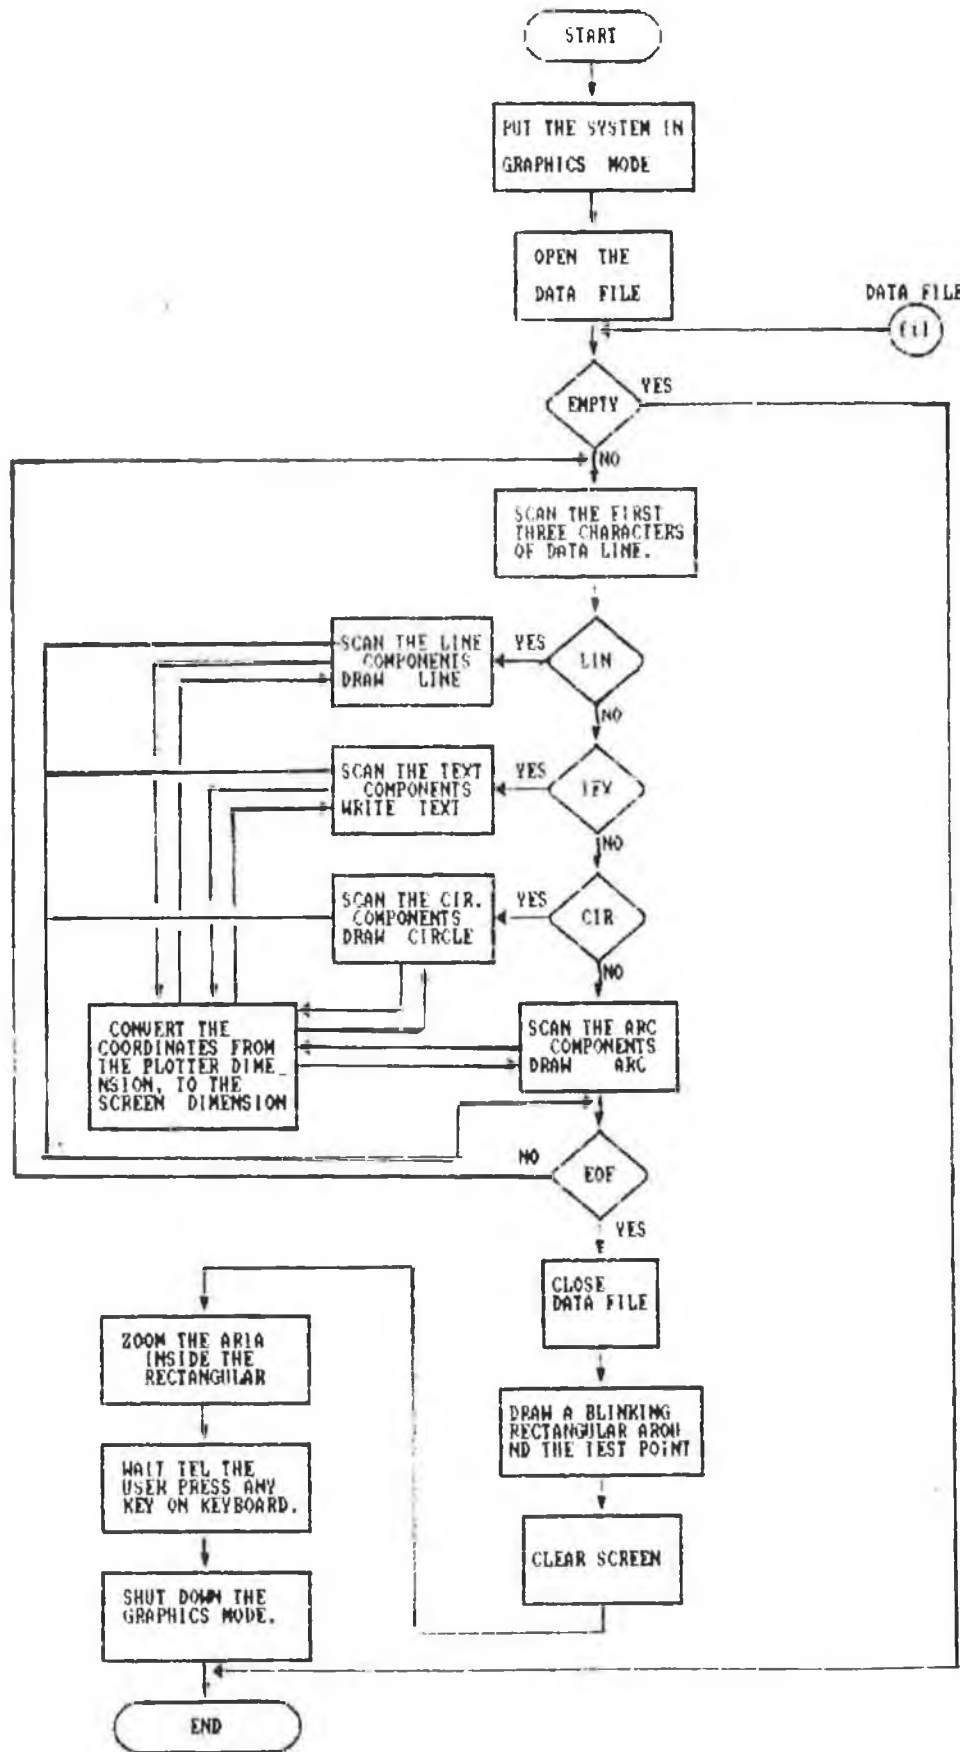 START
PUT THE SYSTEM IN
GRAPHICS MODE
OPEN THE
DATA FILE
DATA FILE
EMPTY
YES
NO
SCAN THE FIRST
THREE CHARACTERS
OF DATA LINE.
SCAN THE LINE
COMPONENTS
DRAW LINE
YES
LIN
NO
SCAN THE TEXT
COMPONENTS
WRITE TEXT
YES
TEX
NO
SCAN THE CIR.
COMPONENTS
DRAW CIRCLE
YES
CIR
NO
CONVERT THE
COORDINATES FROM
THE PLOTTER DIME_
NSION, TO THE
SCREEN DIMENSION
SCAN THE ARC
COMPONENTS
DRAW ARC
NO
EOF
YES
CLOSE
DATA FILE
ZOOM THE ARIA
INSIDE THE
RECTANGULAR
DRAW A BLINKING
RECTANGULAR AROU
ND THE TEST POINT
WAIT TEL THE
USER PRESS ANY
KEY ON KEYBOARD.
CLEAR SCREEN
SHUT DOWN THE
GRAPHICS MODE.
END